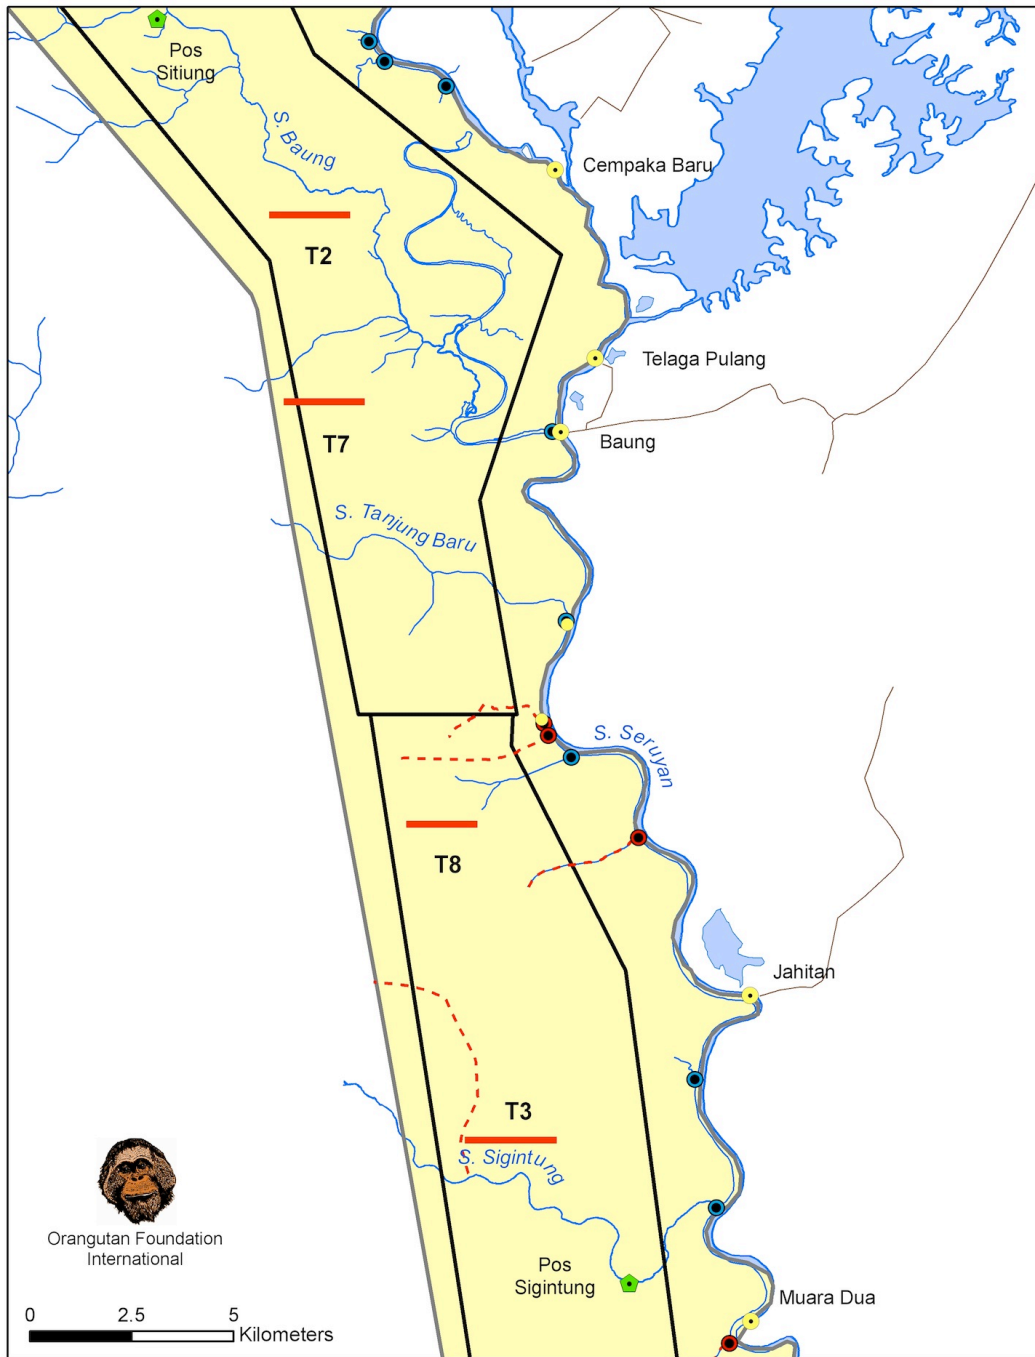 Pos
Sitiung
S. Baung
Cempaka Baru
T2
Telaga Pulang
T7
Baung
S. Tanjung Baru
S. Seruyan
T8
Jahitan
T3
S. Sigintung
Orangutan Foundation
International
Pos
Sigintung
Muara Dua
0 2.5 5
Kilometers